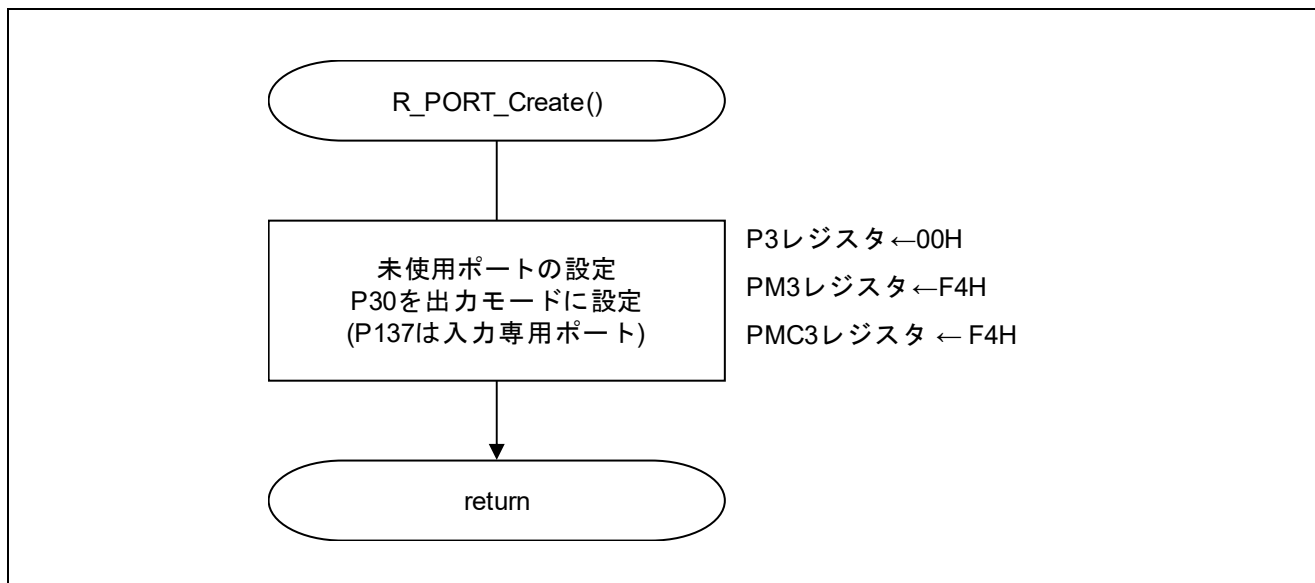 R_PORT_Create()
未使用ポートの設定
P30を出力モードに設定
(P137は入力専用ポート)
P3レジスタ←00H
PM3レジスタ←F4H
PMC3レジスタ ← F4H
return